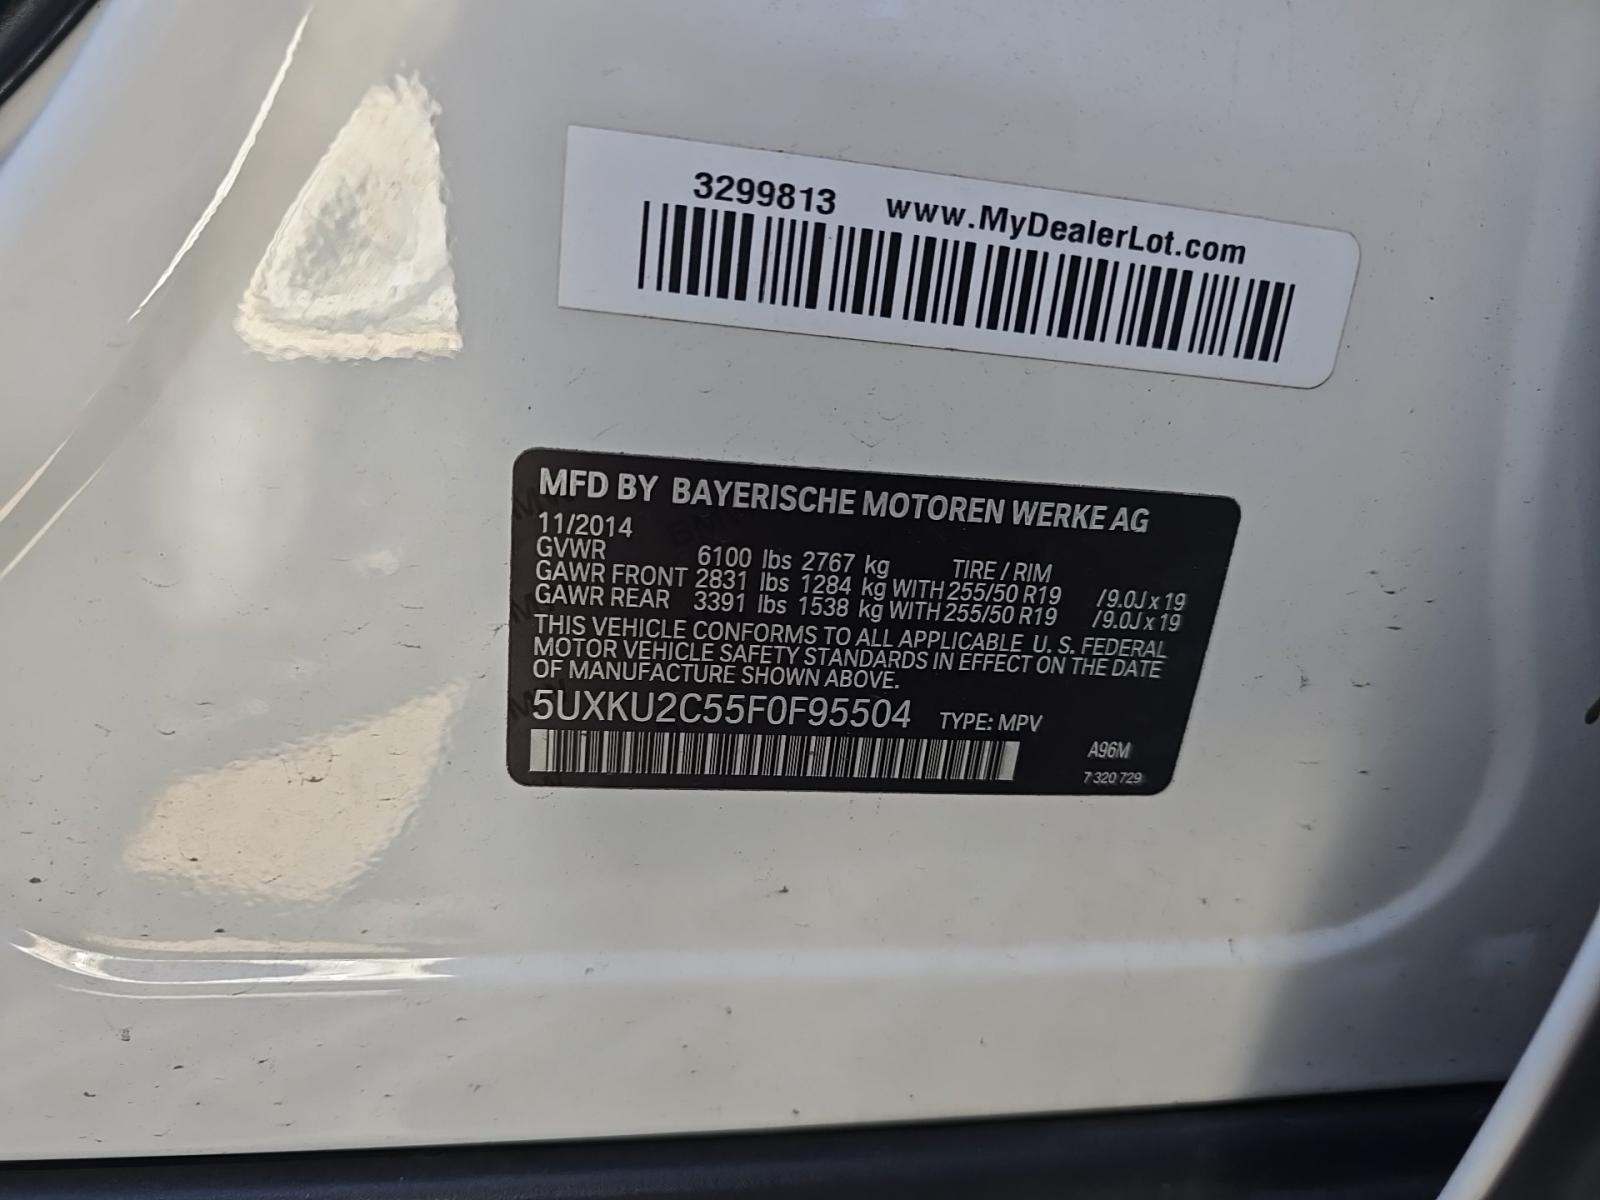 3299813 www.MyDealerLot.com
MFD BY BAYERISCHE MOTOREN WERKE AG
11/2014
GVWR 6100 lbs 2767 kg TIRE / RIM
GAWR FRONT 2831 lbs 1284 kg WITH 255/50 R19 /9.0J x 19
GAWR REAR 3391 lbs 1538 kg WITH 255/50 R19 /9.0J x 19
THIS VEHICLE CONFORMS TO ALL APPLICABLE U. S. FEDERAL
MOTOR VEHICLE SAFETY STANDARDS IN EFFECT ON THE DATE
OF MANUFACTURE SHOWN ABOVE.
5UXKU2C55F0F95504 TYPE: MPV
A96M
7 320 729